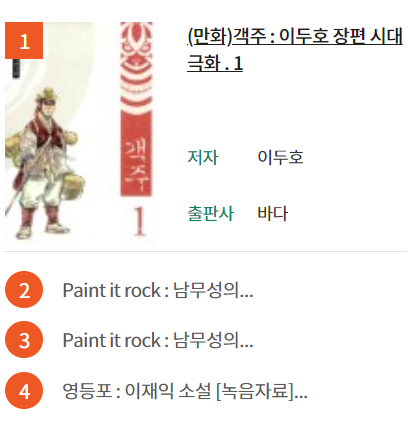 1
(만화)객주 : 이두호 장편 시대
극화 . 1
객주
1
저자 이두호
출판사 바다
2 Paint it rock : 남무성의...
3 Paint it rock : 남무성의...
4 영등포 : 이재익 소설 [녹음자료]...